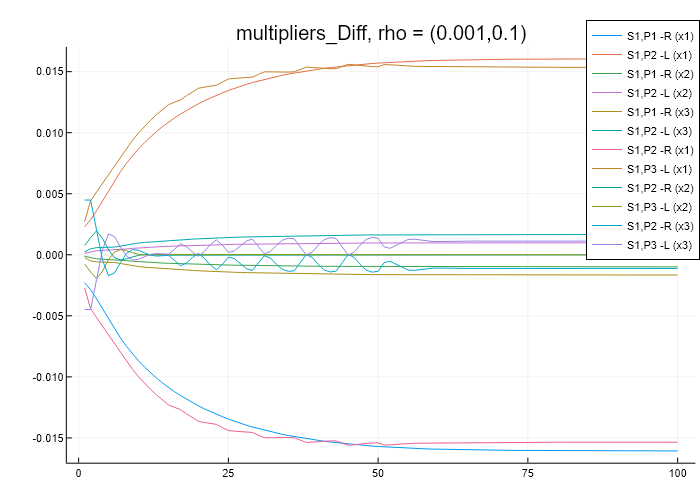 multipliers_Diff, rho = (0.001,0.1)
S1,P1 -R (x1)
S1,P2 -L (x1)
S1,P1 -R (x2)
S1,P2 -L (x2)
S1,P1 -R (x3)
S1,P2 -L (x3)
S1,P2 -R (x1)
S1,P3 -L (x1)
S1,P2 -R (x2)
S1,P3 -L (x2)
S1,P2 -R (x3)
S1,P3 -L (x3)
0.015
0.010
0.005
0.000
-0.005
-0.010
-0.015
0 25 50 75 100